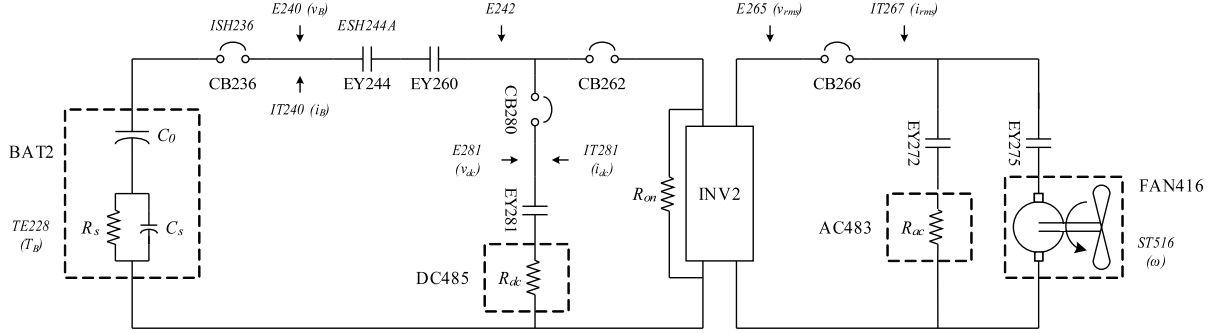 E240 (vB)
E242
E265 (vrms)
IT267 (irms)
ISH236
ESH244A
CB236
EY244
EY260
CB262
CB266
IT240 (iB)
CB280
BAT2
C0
E281
(vdc)
IT281
(idc)
EY272
EY275
FAN416
Ron
INV2
TE228
(TB)
Rs
Cs
EY281
AC483
Rac
ST516
(ω)
DC485
Rdc